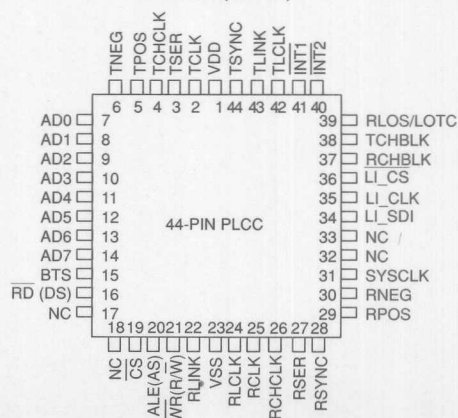 TNEG
TPOS
TCHCLK
TSER
TCLK
VDD
TSYNC
TLINK
TLCLK
INT1
INT2
6 5 4 3 2 1 44 43 42 41 40
AD0 7
AD1 8
AD2 9
AD3 10
AD4 11
AD5 12
AD6 13
AD7 14
BTS 15
RD (DS) 16
NC 17
44-PIN PLCC
39 RLOS/LOTC
38 TCHBLK
37 RCHBLK
36 LI_CS
35 LI_CLK
34 LI_SDI
33 NC
32 NC
31 SYSCLK
30 RNEG
29 RPOS
18 19 20 21 22 23 24 25 26 27 28
NC
CS
ALE(AS)
WR(R/W)
RLINK
VSS
RLCLK
RCLK
RCHCLK
RSER
RSYNC